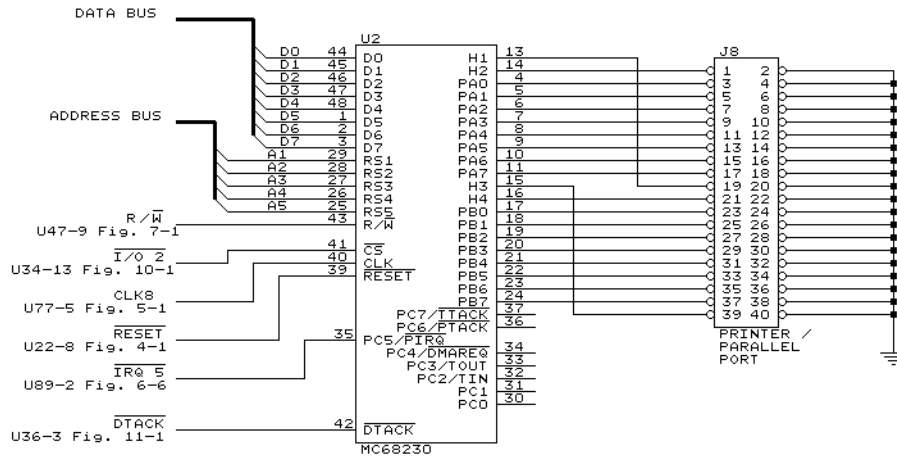 DATA BUS
ADDRESS BUS
R/W
U47-9 Fig. 7-1
I/O 2
U34-13 Fig. 10-1
CLK8
U77-5 Fig. 5-1
RESET
U22-8 Fig. 4-1
IRQ 5
U89-2 Fig. 6-6
DTACK
U36-3 Fig. 11-1
U2
D0 44 D0
D1 45 D1
D2 46 D2
D3 47 D3
D4 48 D4
D5 1 D5
D6 2 D6
D7 3 D7
A1 29 RS1
A2 28 RS2
A3 27 RS3
A4 26 RS4
A5 25 RS5
43 R/W
41 CS
40 CLK
39 RESET
35 PC5/PIRQ
42 DTACK
H1 13
H2 14
PA0 4
PA1 5
PA2 6
PA3 7
PA4 8
PA5 9
PA6 10
PA7 11
H3 15
H4 16
PB0 17
PB1 18
PB2 19
PB3 20
PB4 21
PB5 22
PB6 23
PB7 24
PC7/TTACK 37
PC6/PTACK 36
PC4/DMAREQ 34
PC3/TOUT 33
PC2/TIN 32
PC1 31
PC0 30
MC68230
J8
1 2
3 4
5 6
7 8
9 10
11 12
13 14
15 16
17 18
19 20
21 22
23 24
25 26
27 28
29 30
31 32
33 34
35 36
37 38
39 40
PRINTER /
PARALLEL
PORT